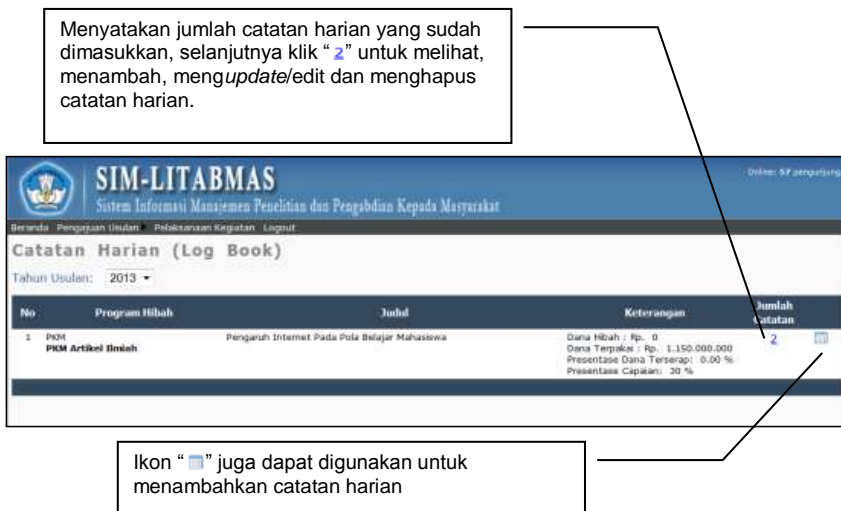 Menyatakan jumlah catatan harian yang sudah
dimasukkan, selanjutnya klik “ 2” untuk melihat,
menambah, mengupdate/edit dan menghapus
catatan harian.
SIM-LITABMAS
Online: 57 pengunjung
Sistem Informasi Manajemen Penelitian dan Pengabdian Kepada Masyarakat
Beranda Pengajuan Usulan Pelaksanaan Kegiatan Logout
Catatan Harian (Log Book)
Tahun Usulan: 2013
No Program Hibah Judul Keterangan Jumlah Catatan
1 PKM Pengaruh Internet Pada Pola Belajar Mahasiswa Dana Hibah : Rp. 0 2
PKM Artikel Ilmiah Dana Terpakai : Rp. 1.150.000.000
Presentase Dana Terserap: 0.00 %
Presentase Capaian: 30 %
Ikon “ ” juga dapat digunakan untuk
menambahkan catatan harian